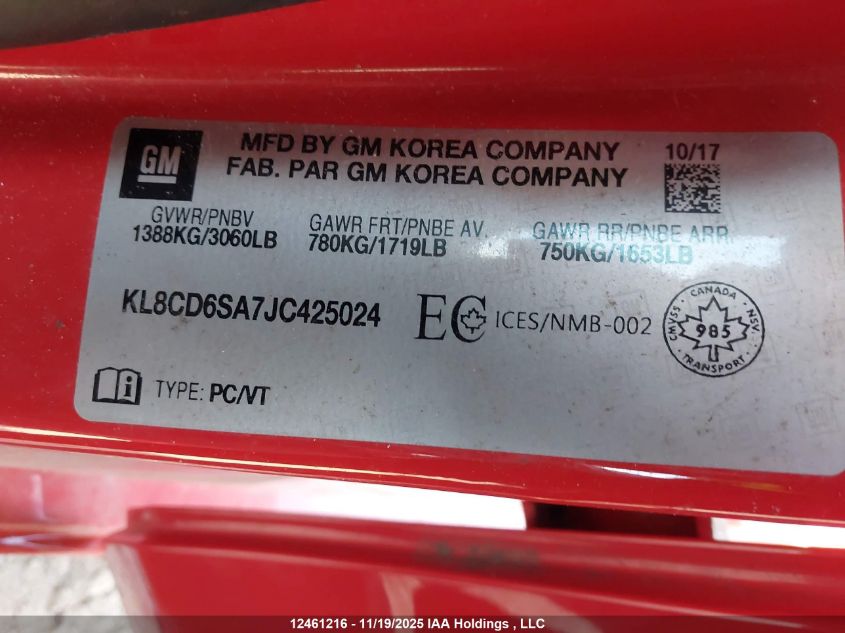 GM
MFD BY GM KOREA COMPANY
FAB. PAR GM KOREA COMPANY
10/17
GVWR/PNBV
1388KG/3060LB
GAWR FRT/PNBE AV.
780KG/1719LB
GAWR RR/PNBE ARR.
750KG/1653LB
KL8CD6SA7JC425024
EC ICES/NMB-002
CANADA
CMVSS 985 NSV
TRANSPORT
TYPE: PC/VT
12461216 - 11/19/2025 IAA Holdings , LLC